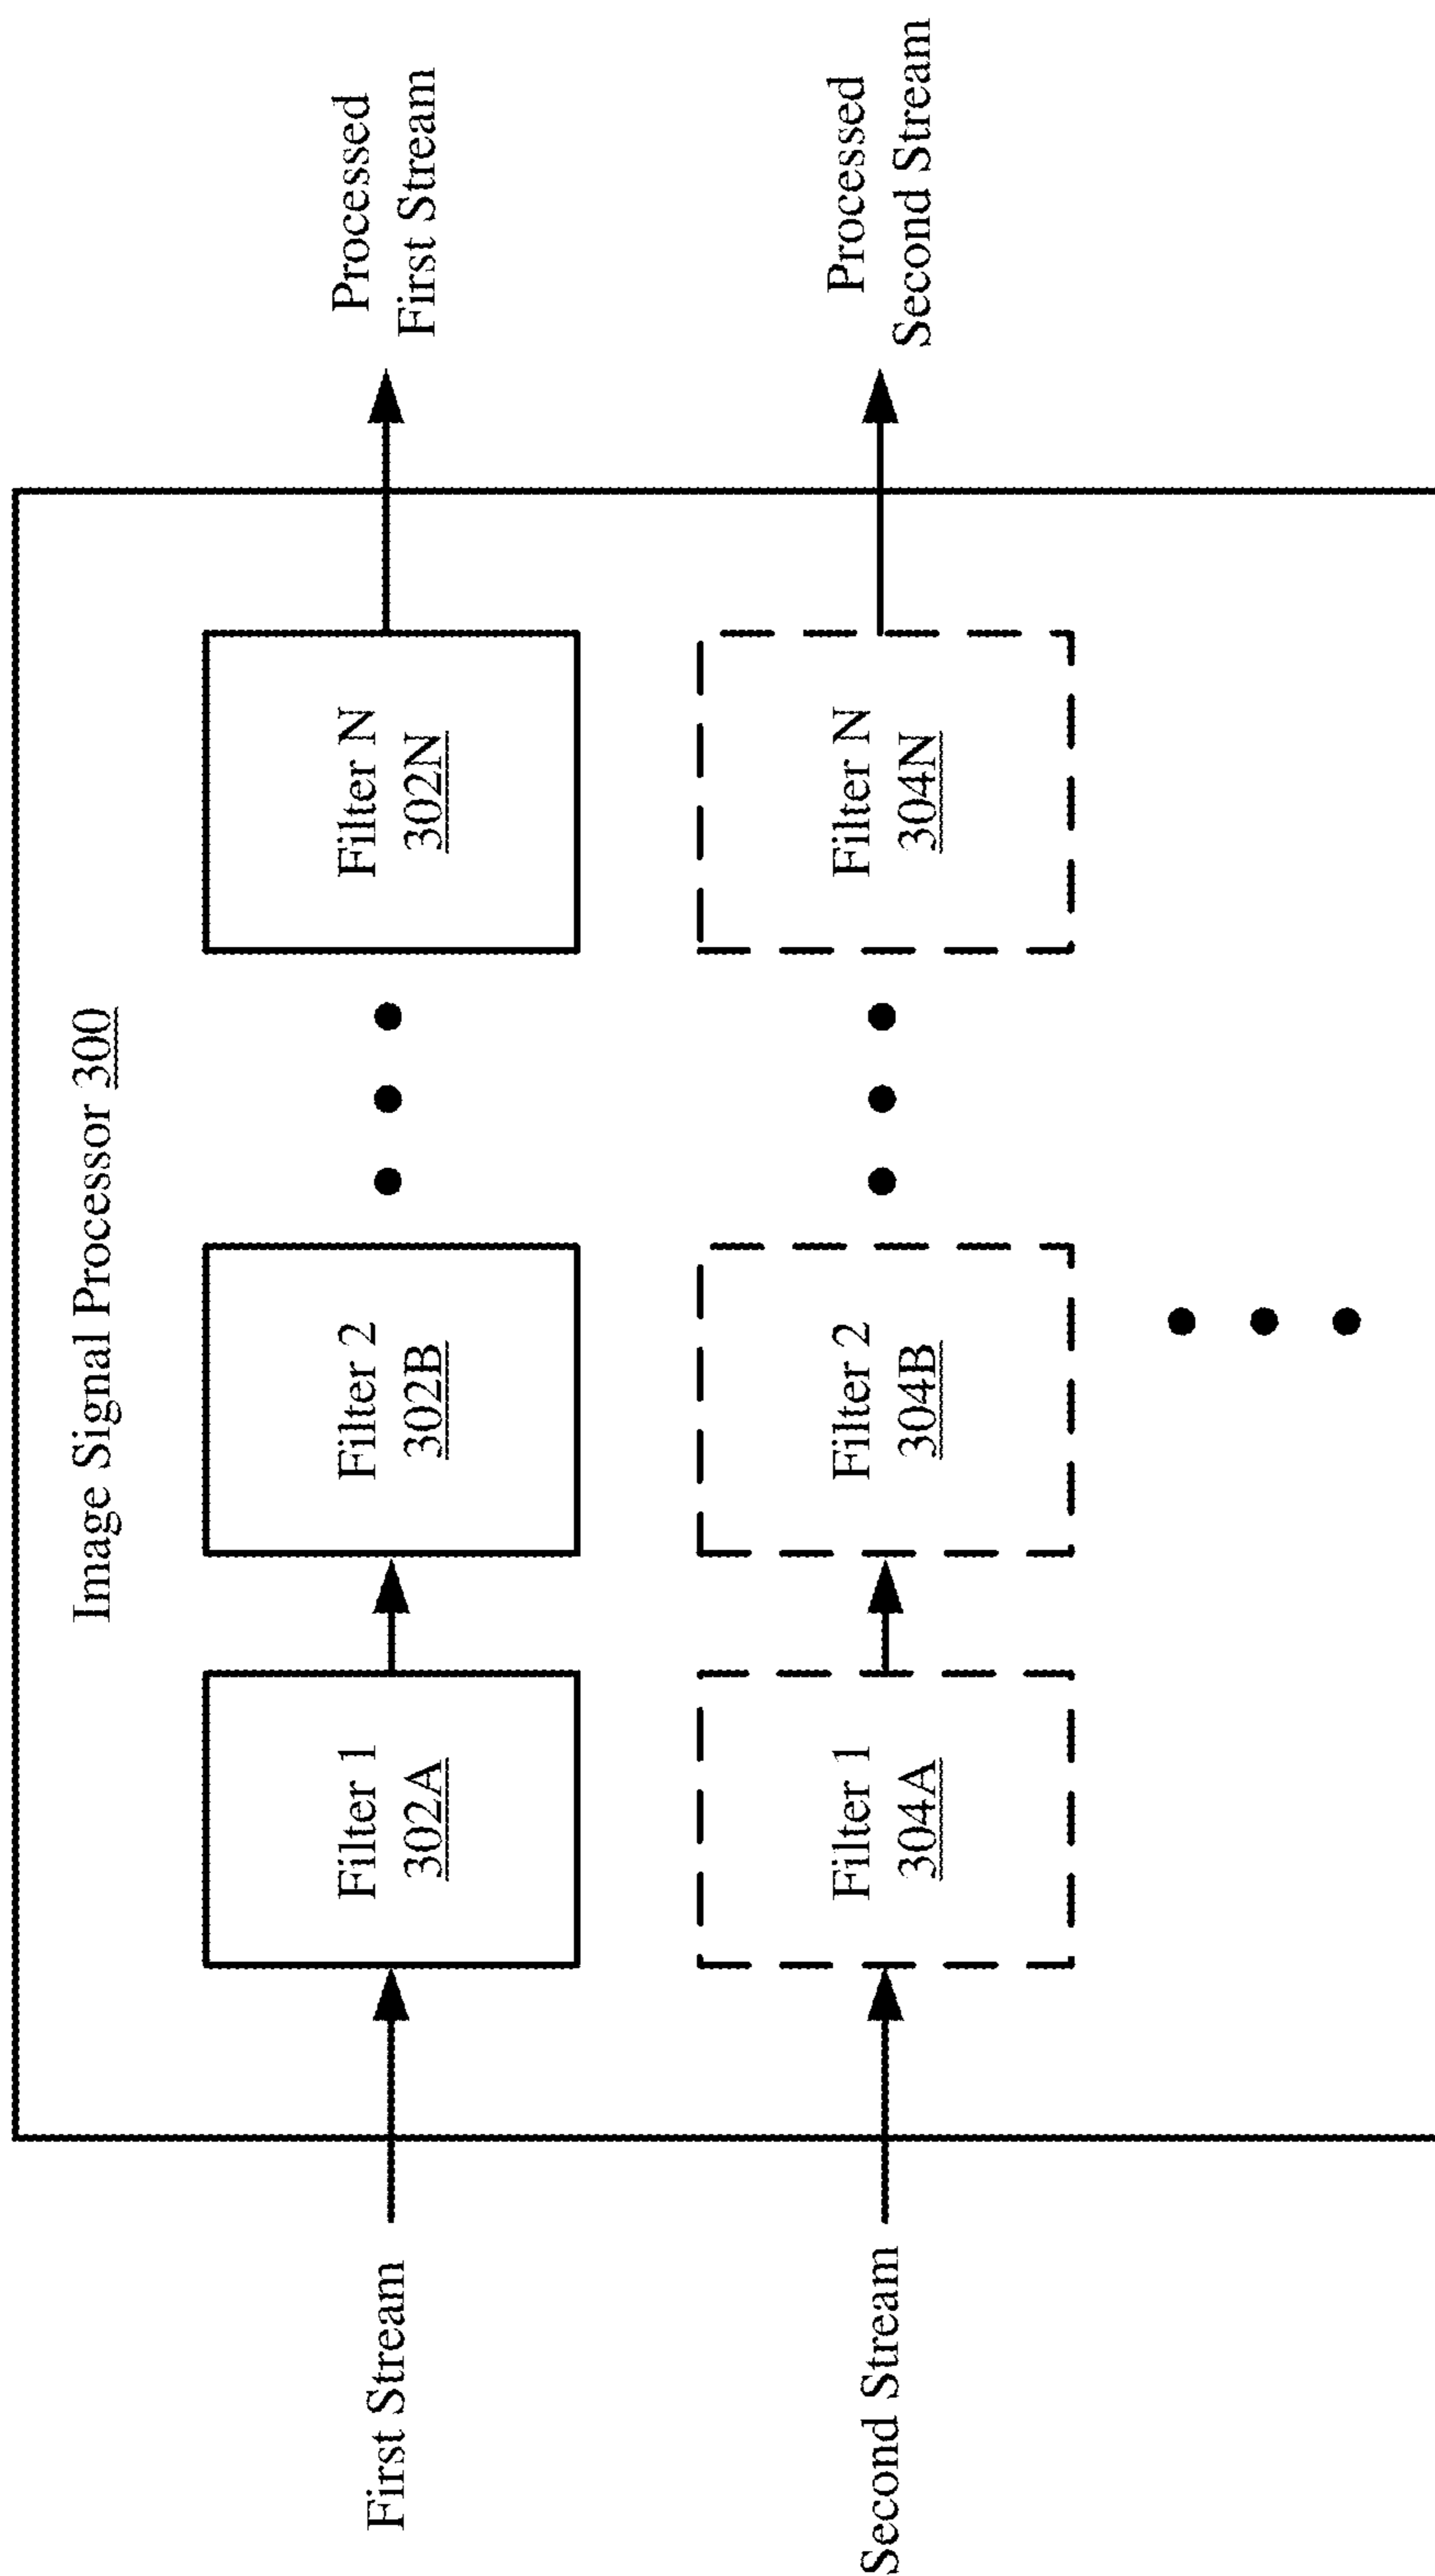 Image Signal Processor 300
First Stream
Filter 1
302A
Filter 2
302B
Filter N
302N
Processed
First Stream
Second Stream
Filter 1
304A
Filter 2
304B
Filter N
304N
Processed
Second Stream